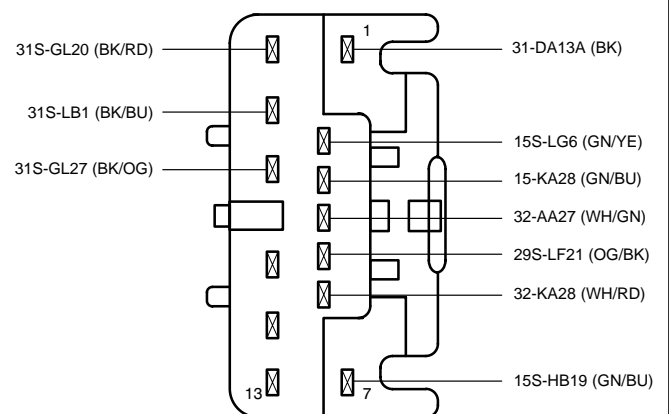 1
31S-GL20 (BK/RD)
31-DA13A (BK)
31S-LB1 (BK/BU)
15S-LG6 (GN/YE)
31S-GL27 (BK/OG)
15-KA28 (GN/BU)
32-AA27 (WH/GN)
29S-LF21 (OG/BK)
32-KA28 (WH/RD)
15S-HB19 (GN/BU)
13
7